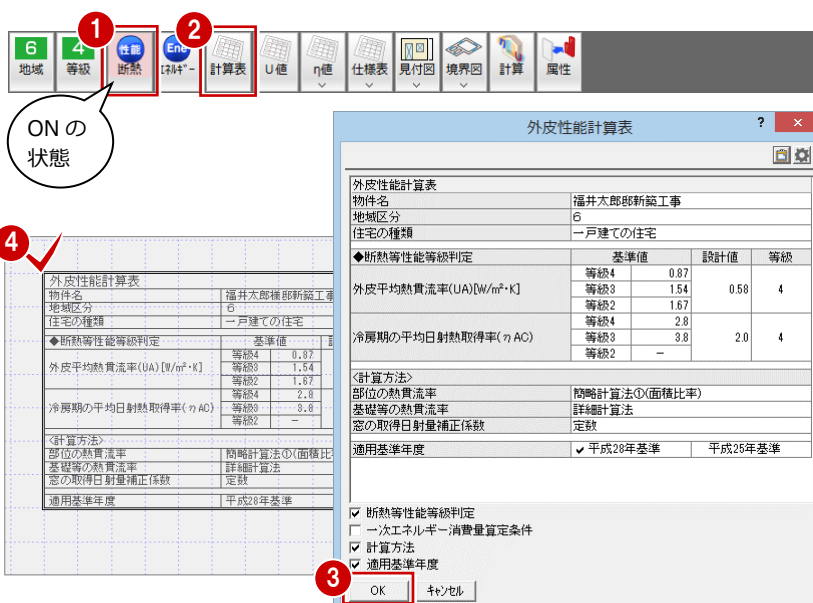 1 2
6 4 性能 Ene
地域 等級 断熱 エネルギー 計算表 U値 η値 仕様表 見付図 境界図 計算 属性
ONの
状態
外皮性能計算表 ? ×
外皮性能計算表
物件名 福井太郎邸新築工事
地域区分 6
住宅の種類 一戸建ての住宅
◆断熱等性能等級判定 基準値 設計値 等級
外皮平均熱貫流率(UA)[W/m²・K] 等級4 0.87 0.58 4
等級3 1.54
等級2 1.67
冷房期の平均日射熱取得率(ηAC) 等級4 2.8 2.0 4
等級3 3.8
等級2 −
<計算方法>
部位の熱貫流率 簡略計算法①(面積比率)
基礎等の熱貫流率 詳細計算法
窓の取得日射量補正係数 定数
適用基準年度 ✓平成28年基準 平成25年基準
断熱等性能等級判定
一次エネルギー消費量算定条件
計算方法
適用基準年度
3
OK キャンセル
4
外皮性能計算表
物件名 福井太郎様邸新築工事
地域区分 6
住宅の種類 一戸建ての住宅
◆断熱等性能等級判定 基準値
外皮平均熱貫流率(UA)[W/m²・K] 等級4 0.87
等級3 1.54
等級2 1.67
冷房期の平均日射熱取得率(ηAC) 等級4 2.8
等級3 3.8
等級2 −
<計算方法>
部位の熱貫流率 簡略計算法①(面積比
基礎等の熱貫流率 詳細計算法
窓の取得日射量補正係数 定数
適用基準年度 平成28年基準